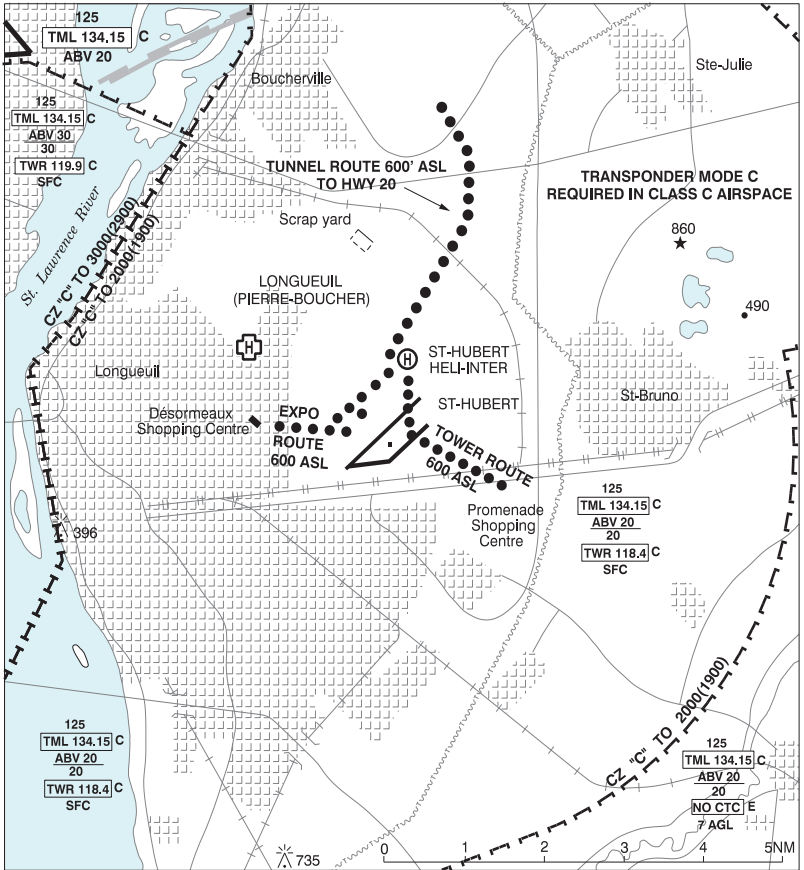 125
TML 134.15 C
ABV 20
Boucherville
Ste-Julie
125
TML 134.15 C
ABV 30
30
TWR 119.9 C
SFC
TUNNEL ROUTE 600' ASL
TO HWY 20
TRANSPONDER MODE C
REQUIRED IN CLASS C AIRSPACE
St. Lawrence River
CZ "C" TO 3000(2900)
CZ "C" TO 2000(1900)
Scrap yard
860
LONGUEUIL
(PIERRE-BOUCHER)
490
H
H
ST-HUBERT
HELI-INTER
Longueuil
St-Bruno
ST-HUBERT
Désormeaux
Shopping Centre
EXPO
ROUTE
600 ASL
TOWER ROUTE
600 ASL
Promenade
Shopping
Centre
125
TML 134.15 C
ABV 20
20
TWR 118.4 C
SFC
396
CZ "C" TO 2000(1900)
125
TML 134.15 C
ABV 20
20
TWR 118.4 C
SFC
125
TML 134.15 C
ABV 20
20
NO CTC E
7 AGL
735
0 1 2 3 4 5NM